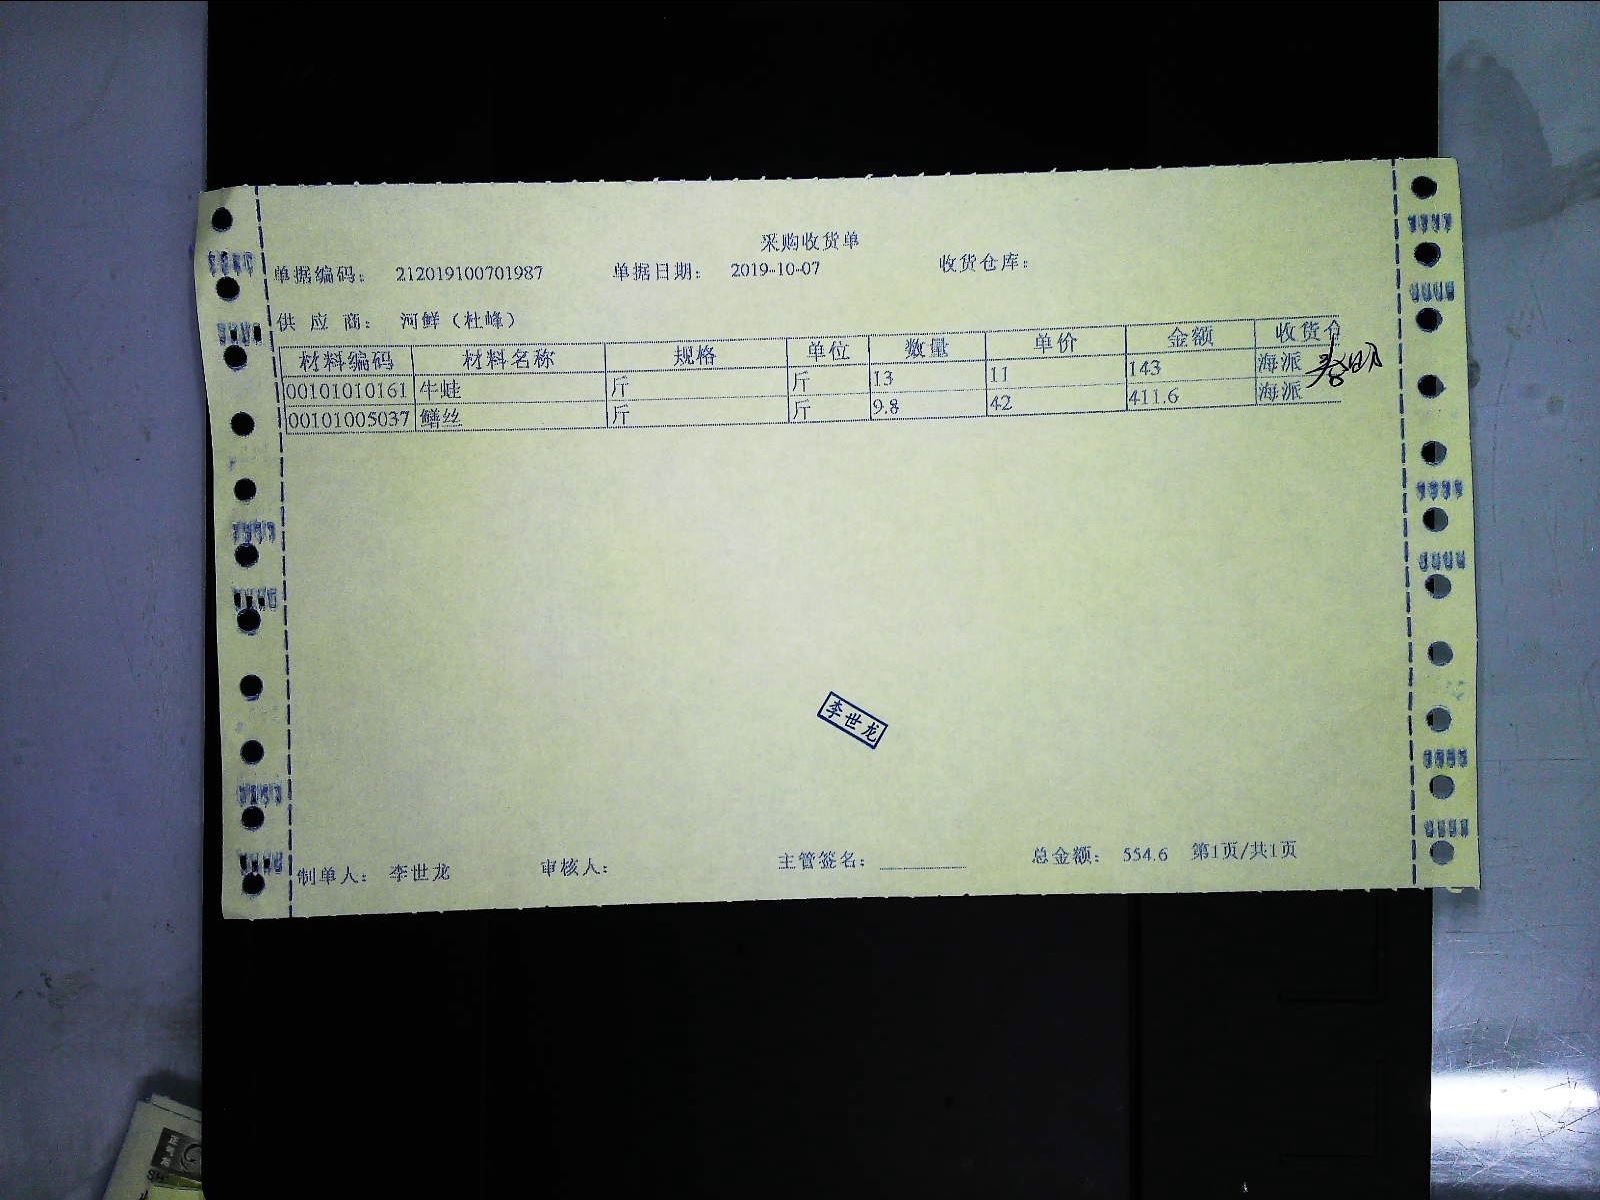 采购收货单
单据编码： 212019100701987 单据日期： 2019-10-07 收货仓库：
供 应 商： 河鲜（杜峰）
材料编码 材料名称 规格 单位 数量 单价 金额 收货仓
00101010161 牛蛙 斤 斤 13 11 143 海派
00101005037 鳝丝 斤 斤 9.8 42 411.6 海派
李世龙
制单人： 李世龙 审核人： 主管签名： 总金额： 554.6 第1页/共1页